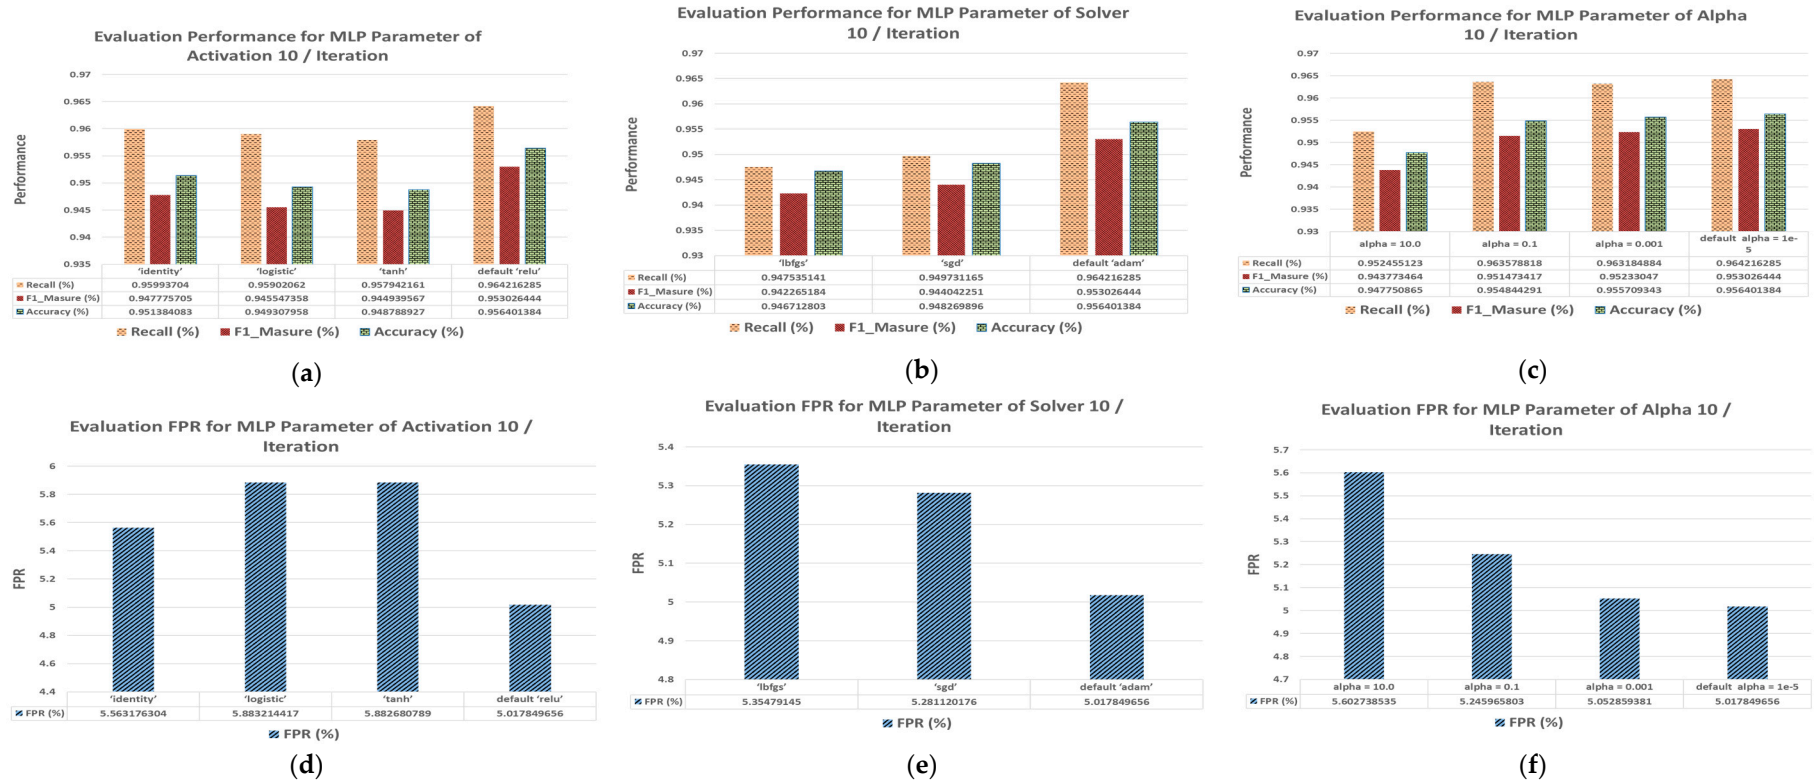 Evaluation Performance for MLP Parameter of
Activation 10 / Iteration
Performance
0.97
0.965
0.96
0.955
0.95
0.945
0.94
0.935
‘identity’ ‘logistic’ ‘tanh’ default ‘relu’
Recall (%) 0.95993704 0.95902062 0.957942161 0.964216285
F1_Masure (%) 0.947775705 0.945547358 0.944939567 0.953026444
Accuracy (%) 0.951384083 0.949307958 0.948788927 0.956401384
Recall (%) F1_Masure (%) Accuracy (%)
(a)
Evaluation Performance for MLP Parameter of Solver
10 / Iteration
Performance
0.97
0.965
0.96
0.955
0.95
0.945
0.94
0.935
0.93
‘lbfgs’ ‘sgd’ default ‘adam’
Recall (%) 0.947535141 0.949731165 0.964216285
F1_Masure (%) 0.942265184 0.944042251 0.953026444
Accuracy (%) 0.946712803 0.948269896 0.956401384
Recall (%) F1_Masure (%) Accuracy (%)
(b)
Evaluation Performance for MLP Parameter of Alpha
10 / Iteration
Performance
0.97
0.965
0.96
0.955
0.95
0.945
0.94
0.935
0.93
alpha = 10.0 alpha = 0.1 alpha = 0.001 default alpha = 1e-
5
Recall (%) 0.952455123 0.963578818 0.963184884 0.964216285
F1_Masure (%) 0.943773464 0.951473417 0.95233047 0.953026444
Accuracy (%) 0.947750865 0.954844291 0.955709343 0.956401384
Recall (%) F1_Masure (%) Accuracy (%)
(c)
Evaluation FPR for MLP Parameter of Activation 10 /
Iteration
FPR
6
5.8
5.6
5.4
5.2
5
4.8
4.6
4.4
‘identity’ ‘logistic’ ‘tanh’ default ‘relu’
FPR (%) 5.563176304 5.883214417 5.882680789 5.017849656
FPR (%)
(d)
Evaluation FPR for MLP Parameter of Solver 10 /
Iteration
FPR
5.4
5.3
5.2
5.1
5
4.9
4.8
‘lbfgs’ ‘sgd’ default ‘adam’
FPR (%) 5.35479145 5.281120176 5.017849656
FPR (%)
(e)
Evaluation FPR for MLP Parameter of Alpha 10 /
Iteration
FPR
5.7
5.6
5.5
5.4
5.3
5.2
5.1
5
4.9
4.8
4.7
alpha = 10.0 alpha = 0.1 alpha = 0.001 default alpha = 1e-5
FPR (%) 5.602738535 5.245965803 5.052859381 5.017849656
FPR (%)
(f)